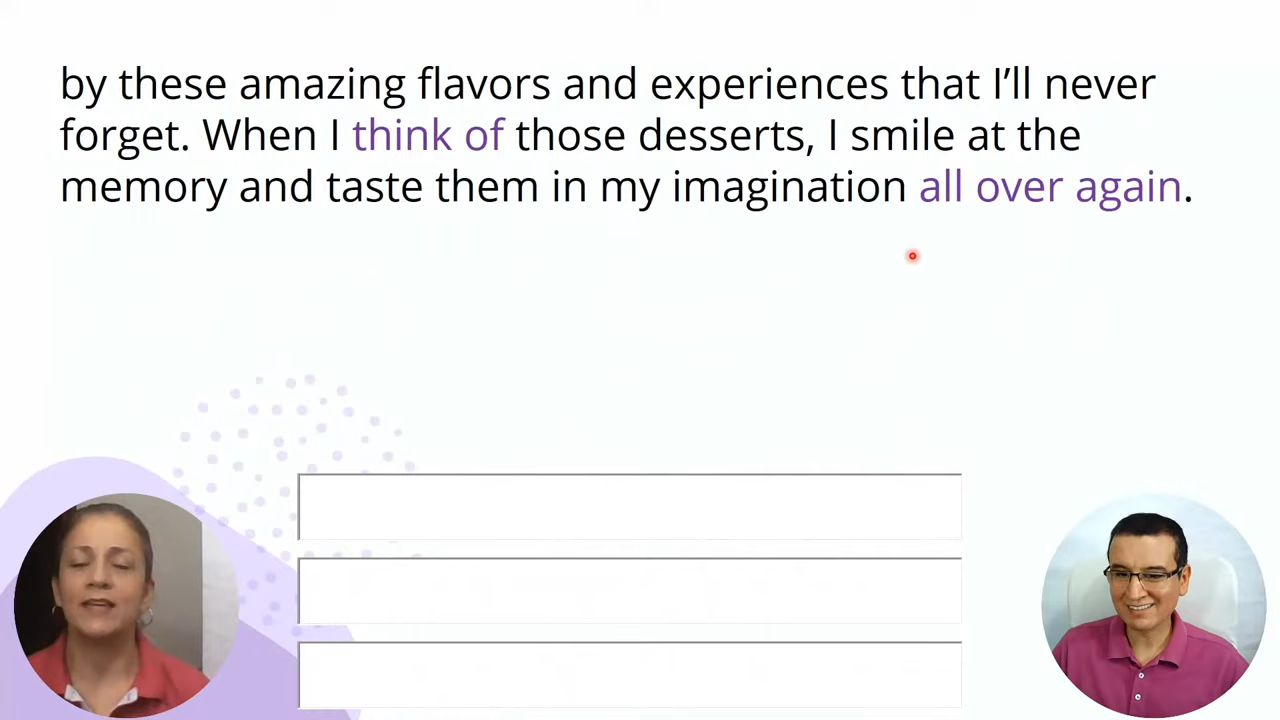 by these amazing flavors and experiences that I’ll never
forget. When I think of those desserts, I smile at the
memory and taste them in my imagination all over again.